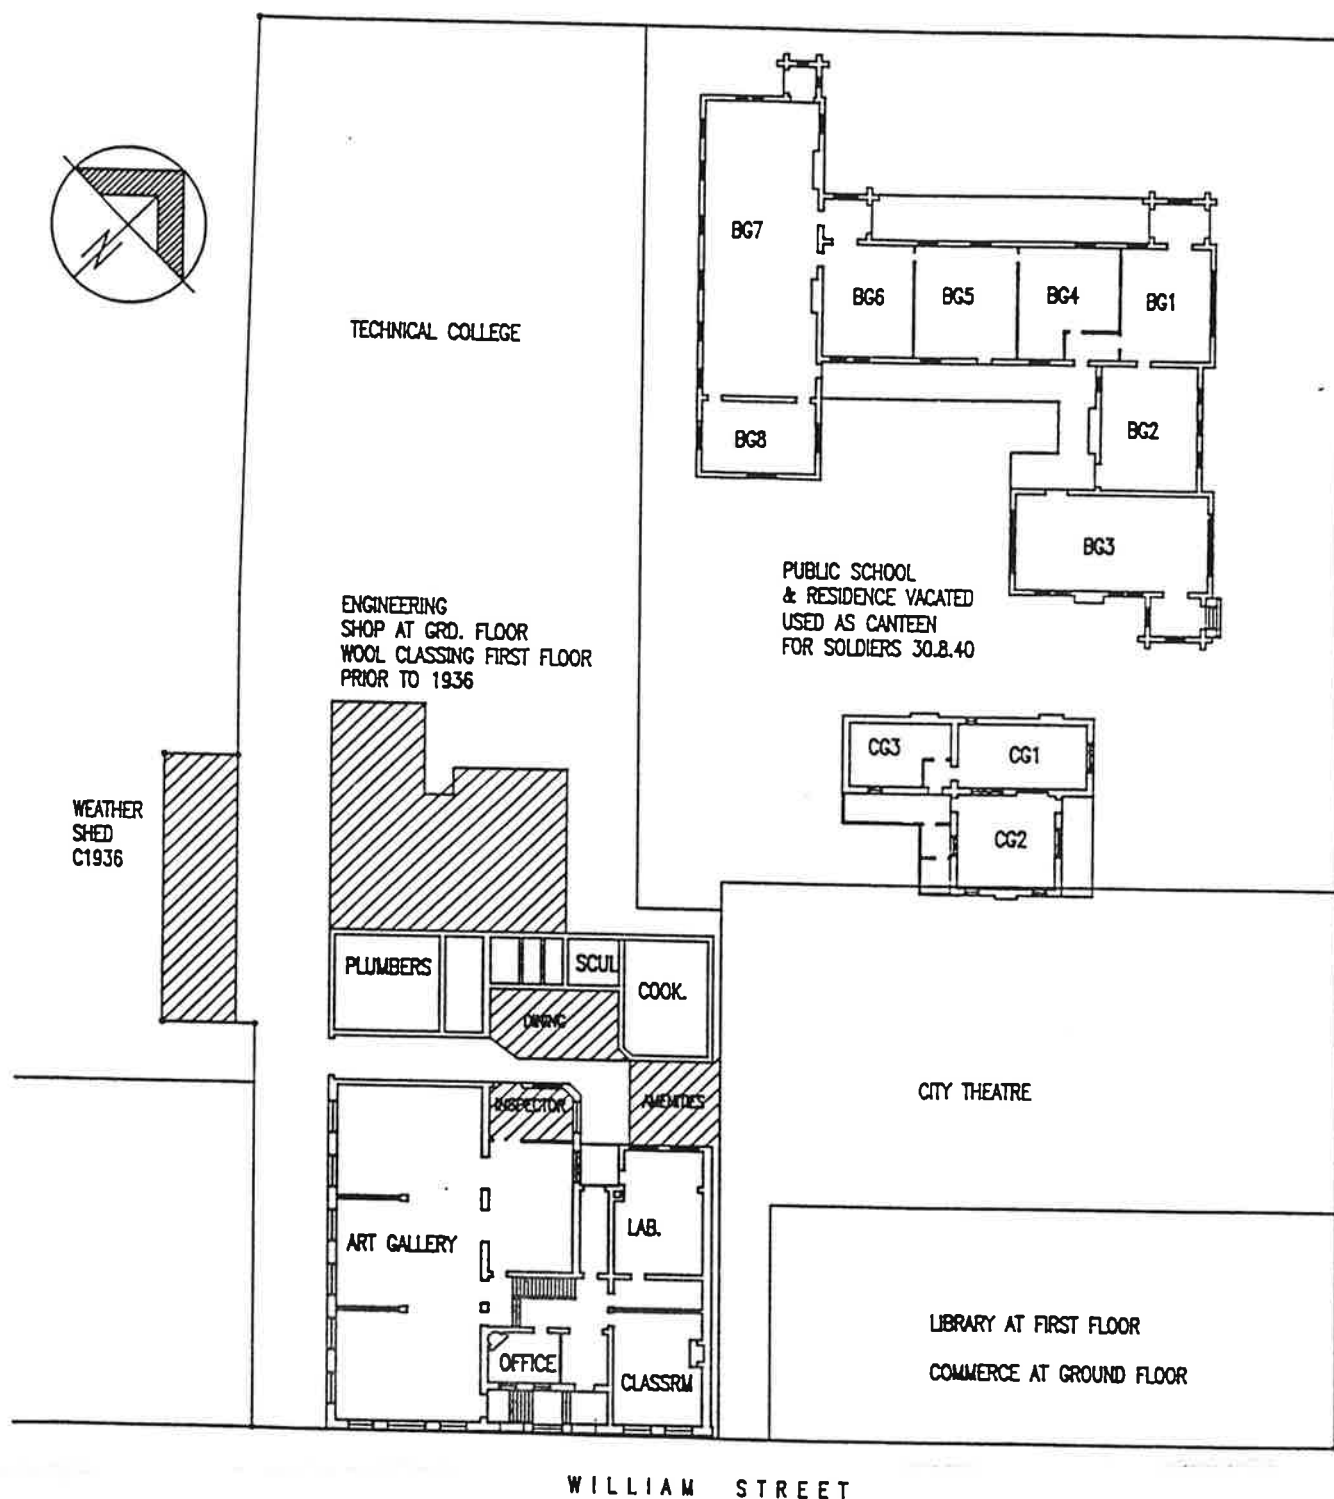 N
BG7
BG6
BG5
BG4
BG1
TECHNICAL COLLEGE
BG8
BG2
BG3
PUBLIC SCHOOL
& RESIDENCE VACATED
USED AS CANTEEN
FOR SOLDIERS 30.8.40
ENGINEERING
SHOP AT GRD. FLOOR
WOOL CLASSING FIRST FLOOR
PRIOR TO 1936
CG3
CG1
CG2
WEATHER
SHED
C1936
PLUMBERS
SCUL
COOK.
DINING
INSPECTOR
AMENITIES
CITY THEATRE
ART GALLERY
LAB.
OFFICE
CLASSRM
LIBRARY AT FIRST FLOOR
COMMERCE AT GROUND FLOOR
WILLIAM STREET